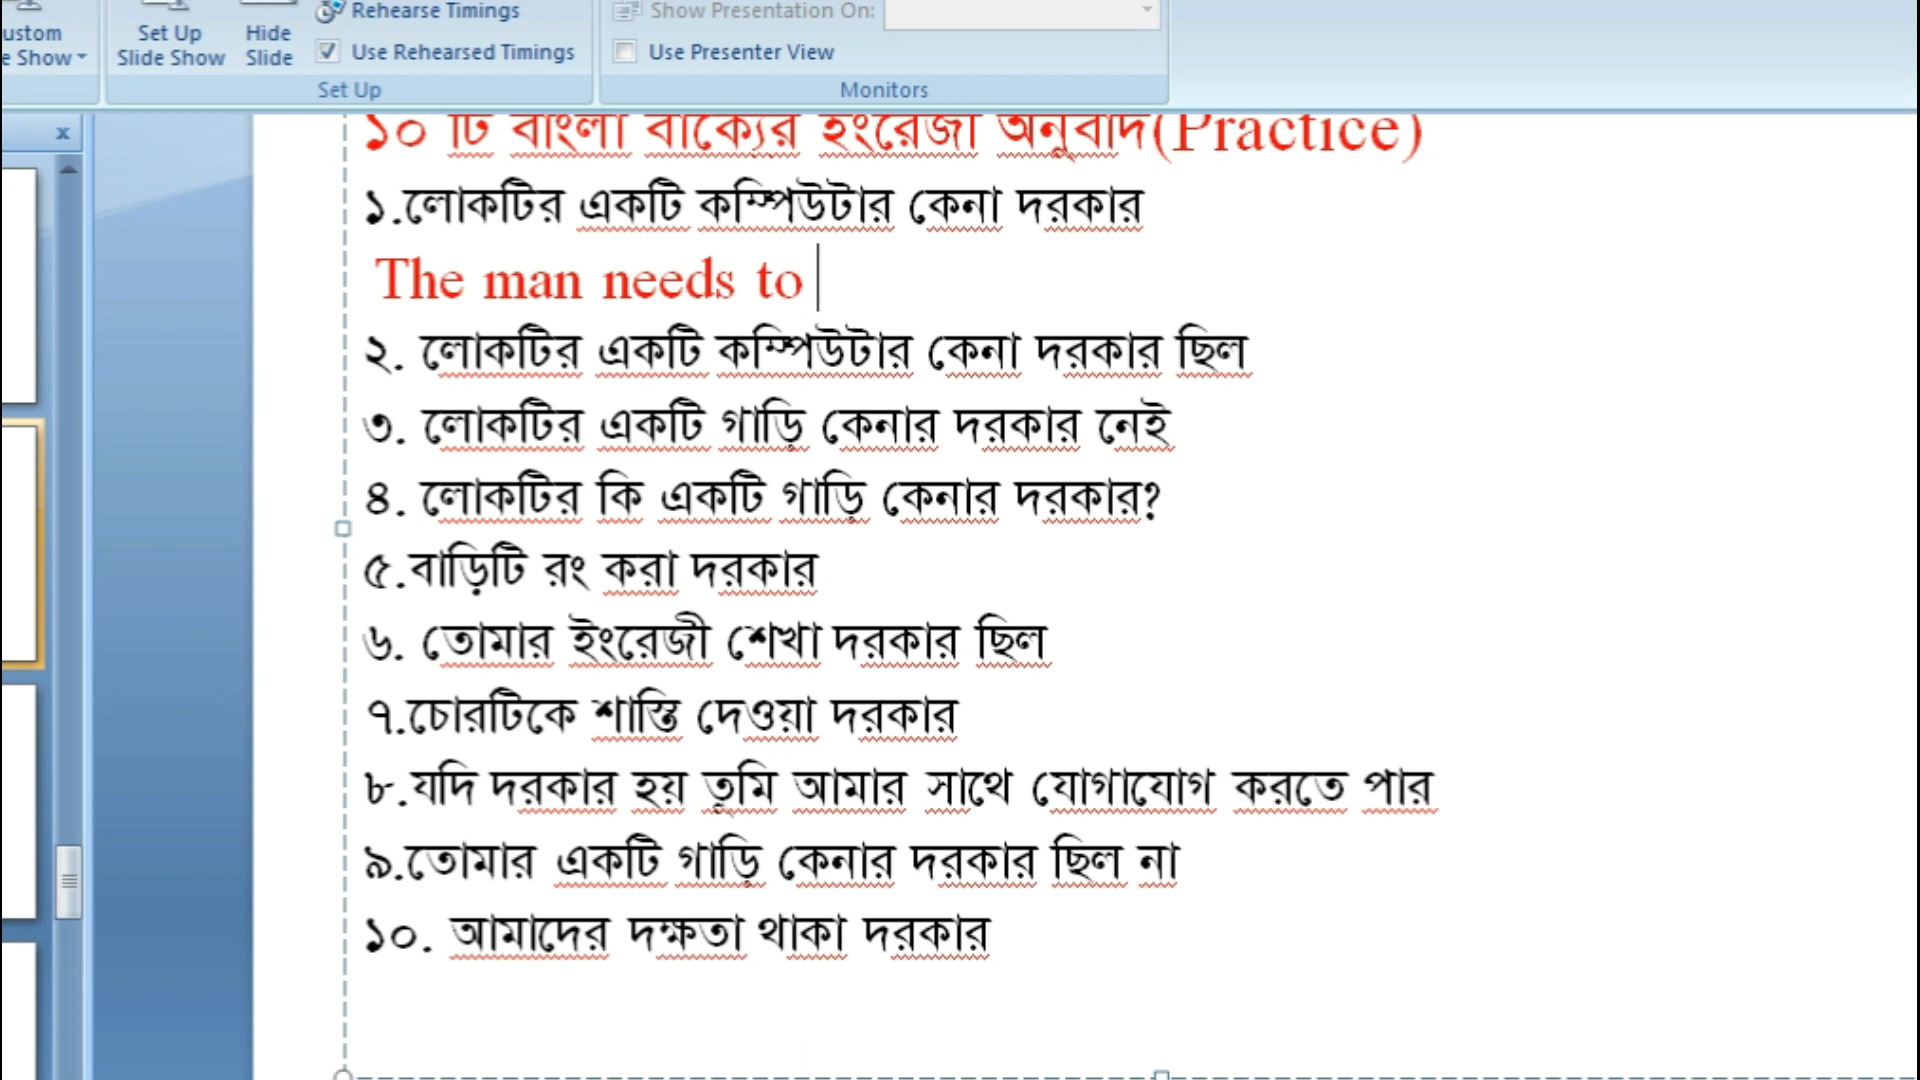 Rehearse Timings
Show Presentation On:
ustom
e Show
Set Up
Slide Show
Hide
Slide
Use Rehearsed Timings
Use Presenter View
Set Up
Monitors
১০ টি বাংলা বাক্যের ইংরেজী অনুবাদ(Practice)
১.লোকটির একটি কম্পিউটার কেনা দরকার
The man needs to
২. লোকটির একটি কম্পিউটার কেনা দরকার ছিল
৩. লোকটির একটি গাড়ি কেনার দরকার নেই
৪. লোকটির কি একটি গাড়ি কেনার দরকার?
৫.বাড়িটি রং করা দরকার
৬. তোমার ইংরেজী শেখা দরকার ছিল
৭.চোরটিকে শাস্তি দেওয়া দরকার
৮.যদি দরকার হয় তূমি আমার সাথে যোগাযোগ করতে পার
৯.তোমার একটি গাড়ি কেনার দরকার ছিল না
১০. আমাদের দক্ষতা থাকা দরকার